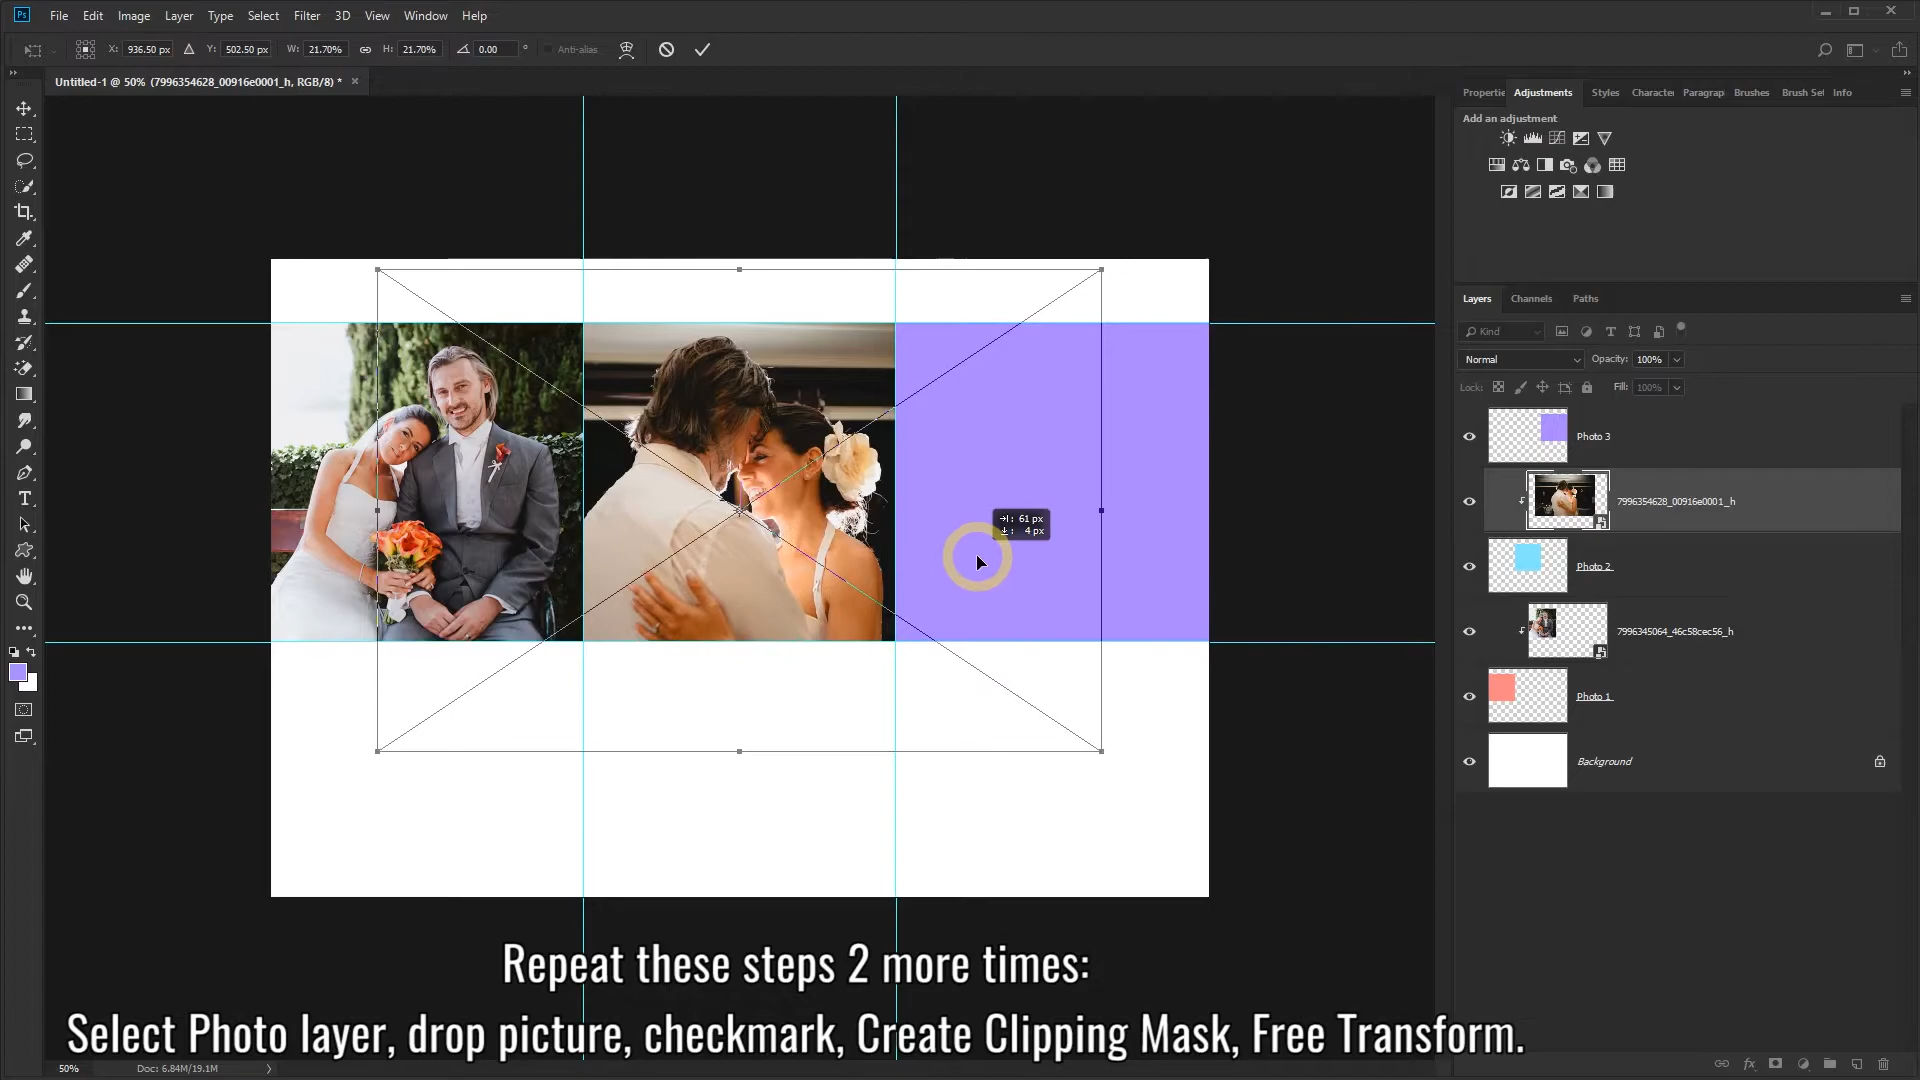 Ps File Edit Image Layer Type Select Filter 3D View Window Help
X: 936.50 px Y: 502.50 px W: 21.70% H: 21.70% 0.00 ° Anti-alias
Untitled-1 @ 50% (7996354628_00916e0001_h, RGB/8) * ×
Properties Adjustments Styles Character Paragraph Brushes Brush Set Info
Add an adjustment
Layers Channels Paths
Kind
Normal Opacity: 100%
Lock: Fill: 100%
Photo 3
7996354628_00916e0001_h
Photo 2
7996345064_46c58cec56_h
Photo 1
Background
T
→|: 61 px
↓: 4 px
Repeat these steps 2 more times:
Select Photo layer, drop picture, checkmark, Create Clipping Mask, Free Transform.
50% Doc: 6.84M/19.1M
fx